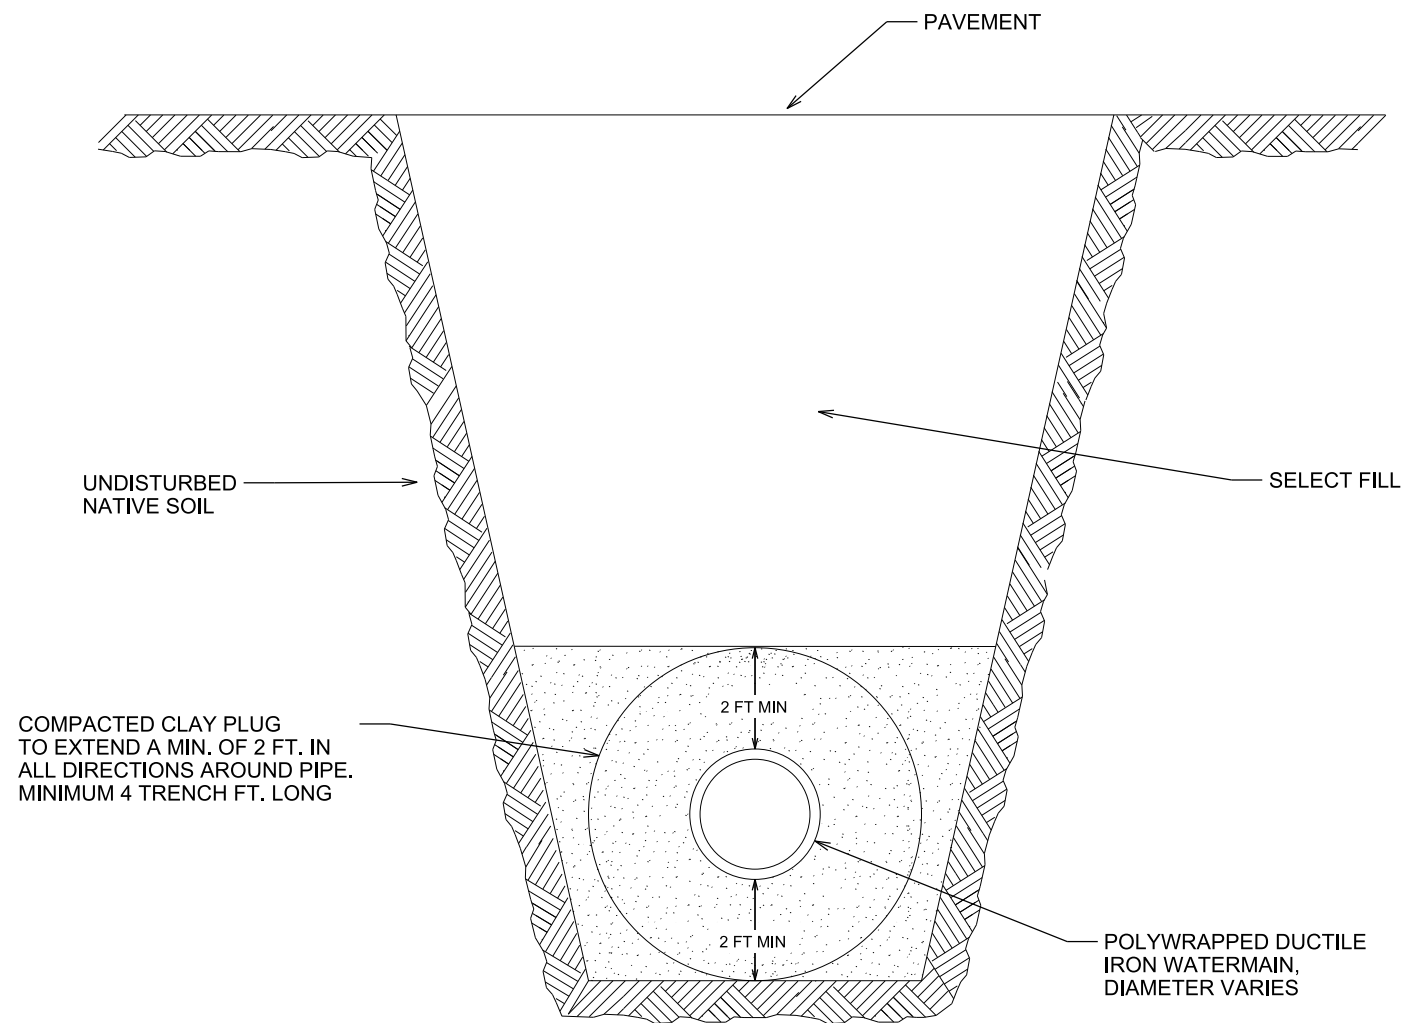 PAVEMENT
UNDISTURBED
NATIVE SOIL
SELECT FILL
2 FT MIN
COMPACTED CLAY PLUG
TO EXTEND A MIN. OF 2 FT. IN
ALL DIRECTIONS AROUND PIPE.
MINIMUM 4 TRENCH FT. LONG
2 FT MIN
POLYWRAPPED DUCTILE
IRON WATERMAIN,
DIAMETER VARIES